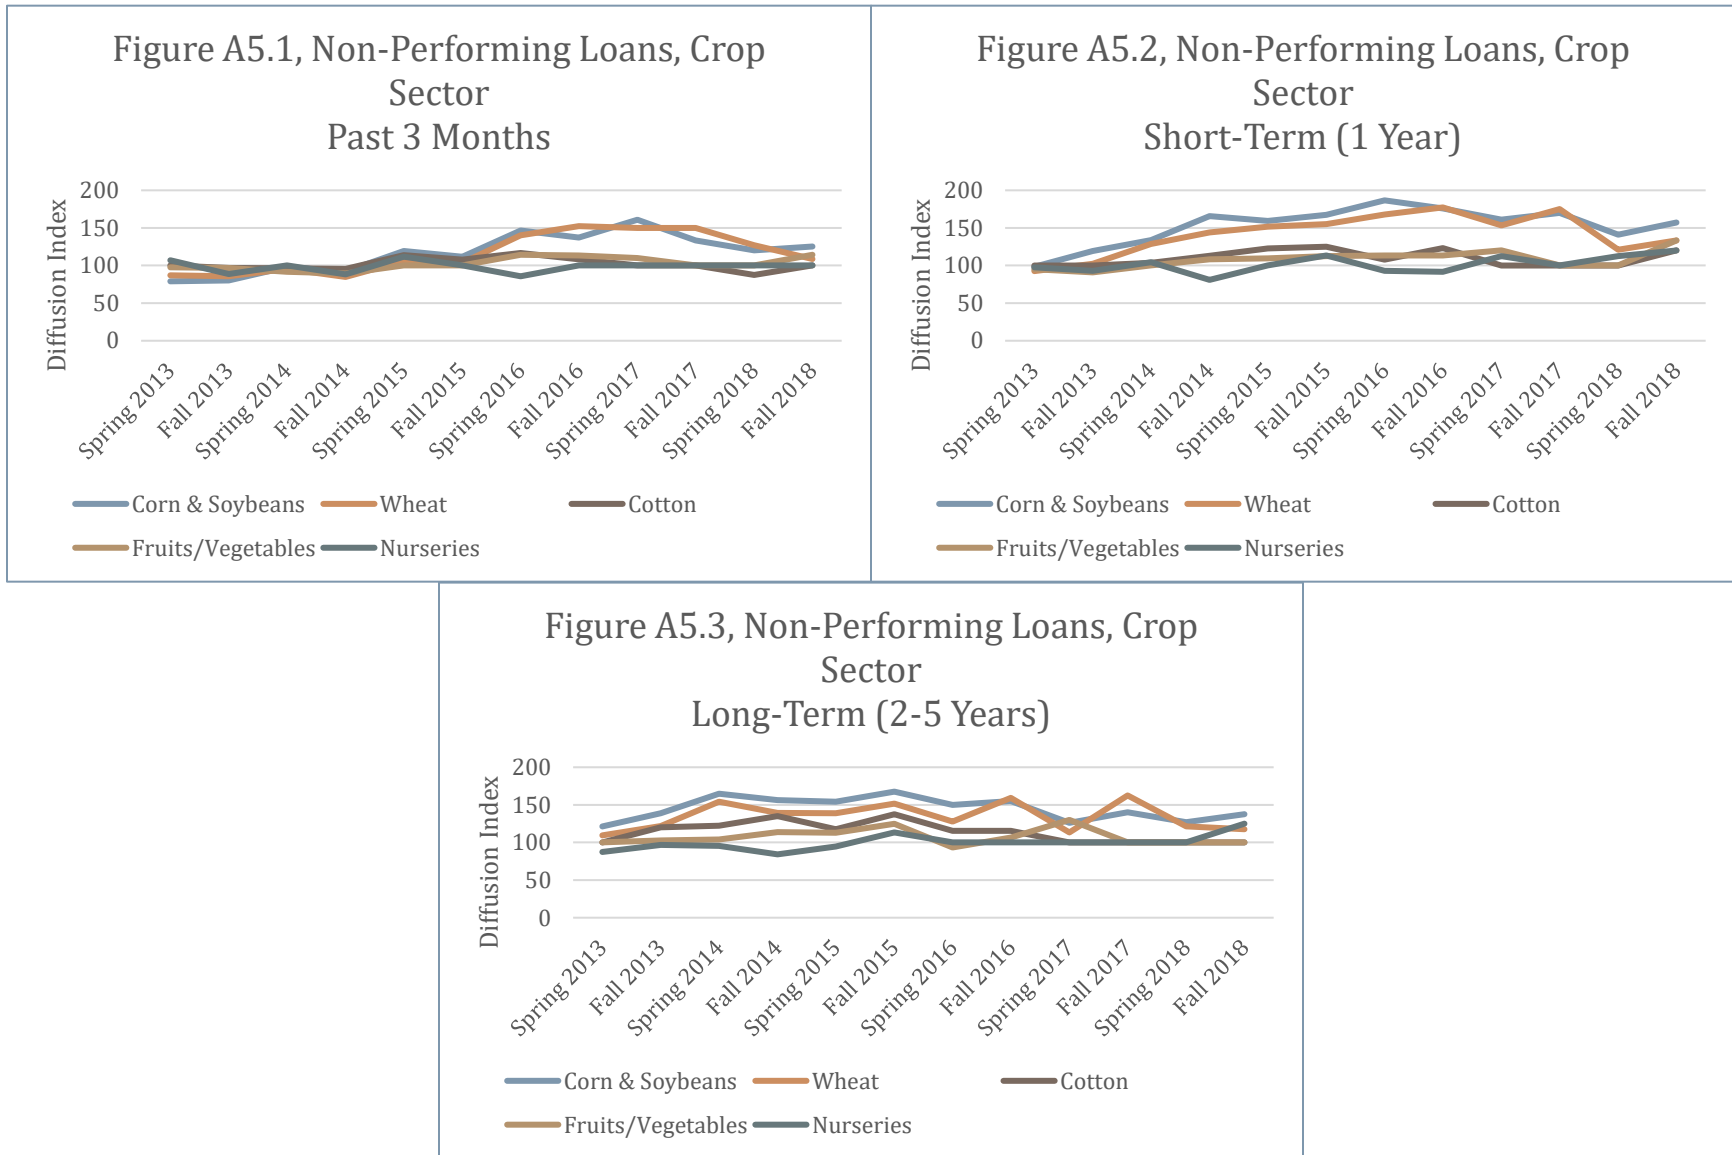 Figure A5.1, Non-Performing Loans, Crop
Sector
Past 3 Months
Diffusion Index
200
150
100
50
0
Spring 2013
Fall 2013
Spring 2014
Fall 2014
Spring 2015
Fall 2015
Spring 2016
Fall 2016
Spring 2017
Fall 2017
Spring 2018
Fall 2018
Corn & Soybeans
Wheat
Cotton
Fruits/Vegetables
Nurseries
Figure A5.2, Non-Performing Loans, Crop
Sector
Short-Term (1 Year)
Diffusion Index
200
150
100
50
0
Spring 2013
Fall 2013
Spring 2014
Fall 2014
Spring 2015
Fall 2015
Spring 2016
Fall 2016
Spring 2017
Fall 2017
Spring 2018
Fall 2018
Corn & Soybeans
Wheat
Cotton
Fruits/Vegetables
Nurseries
Figure A5.3, Non-Performing Loans, Crop
Sector
Long-Term (2-5 Years)
Diffusion Index
200
150
100
50
0
Spring 2013
Fall 2013
Spring 2014
Fall 2014
Spring 2015
Fall 2015
Spring 2016
Fall 2016
Spring 2017
Fall 2017
Spring 2018
Fall 2018
Corn & Soybeans
Wheat
Cotton
Fruits/Vegetables
Nurseries